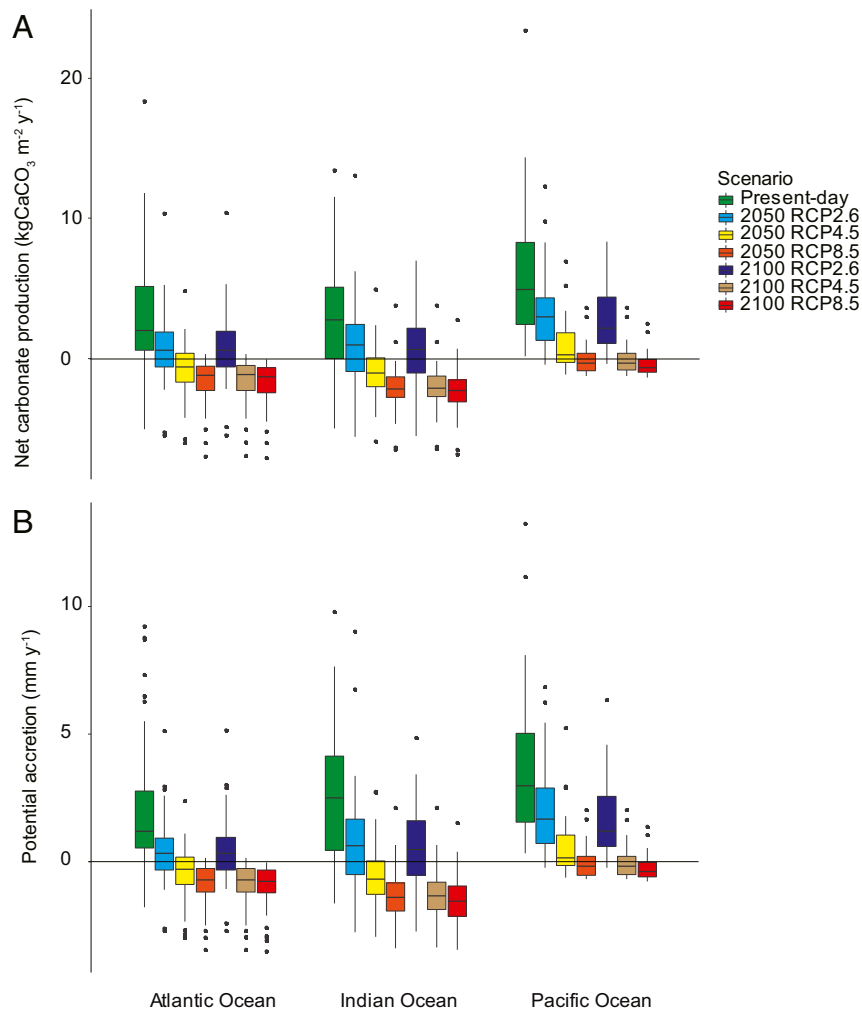 A
20
10
0
Net carbonate production (kgCaCO₃ m⁻² y⁻¹)
Scenario
Present-day
2050 RCP2.6
2050 RCP4.5
2050 RCP8.5
2100 RCP2.6
2100 RCP4.5
2100 RCP8.5
B
10
5
0
Potential accretion (mm y⁻¹)
Atlantic Ocean
Indian Ocean
Pacific Ocean